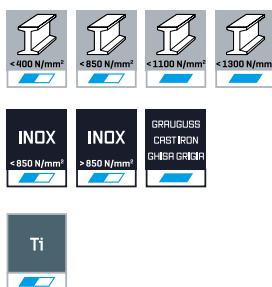 <400 N/mm² <850 N/mm² <1100 N/mm² <1300 N/mm²
INOX INOX GRAUGUSS
CAST IRON
GHISA GRIGIA
<850 N/mm² >850 N/mm²
Ti